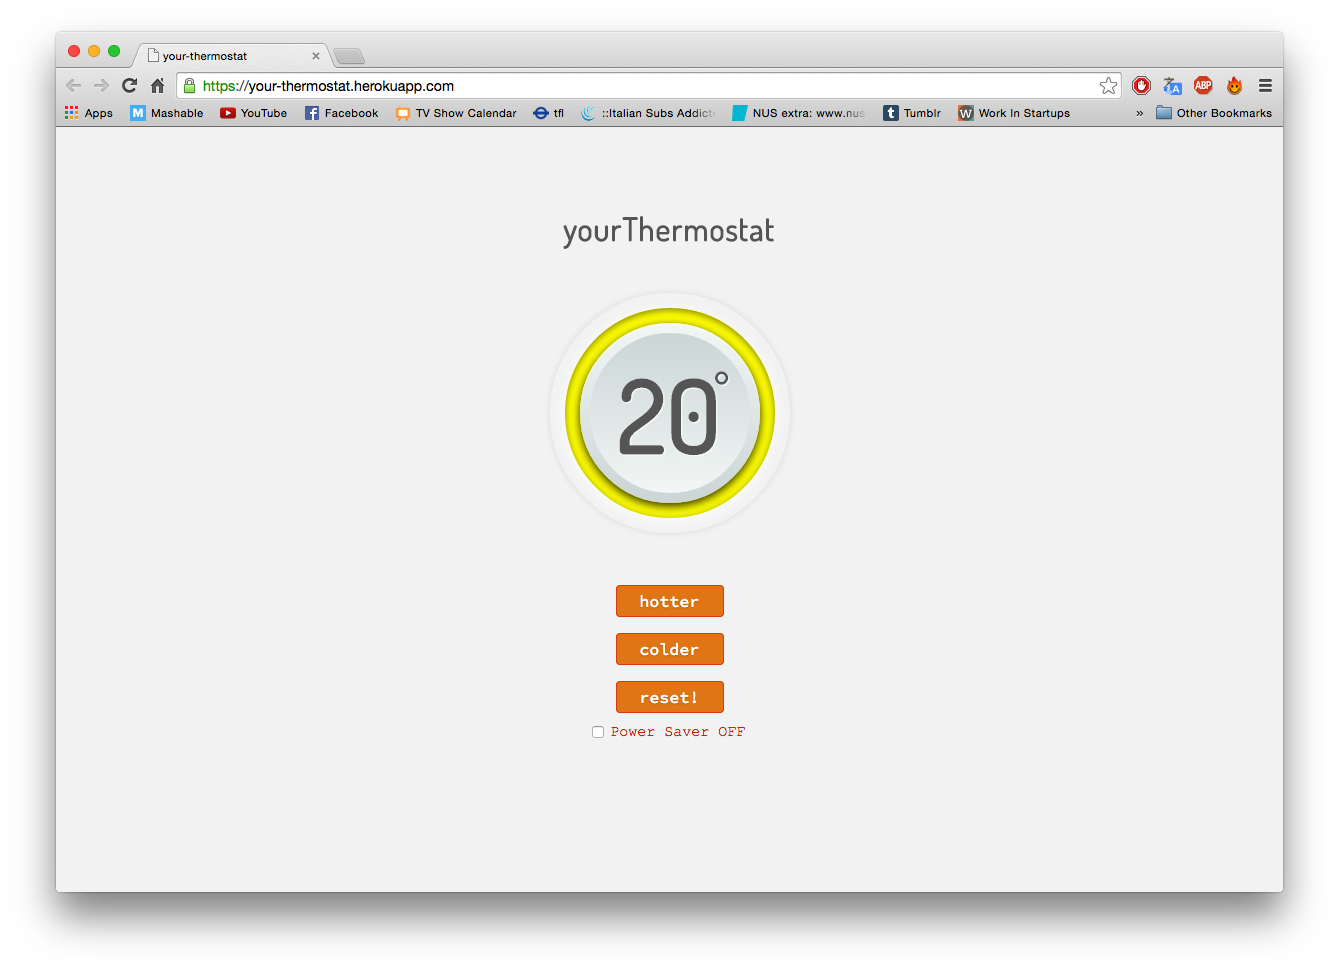 your-thermostat
https://your-thermostat.herokuapp.com
ABP
Apps M Mashable YouTube Facebook TV Show Calendar tfl ::Italian Subs Addict NUS extra: www.nus t Tumblr W Work In Startups » Other Bookmarks
yourThermostat
20°
hotter
colder
reset!
Power Saver OFF